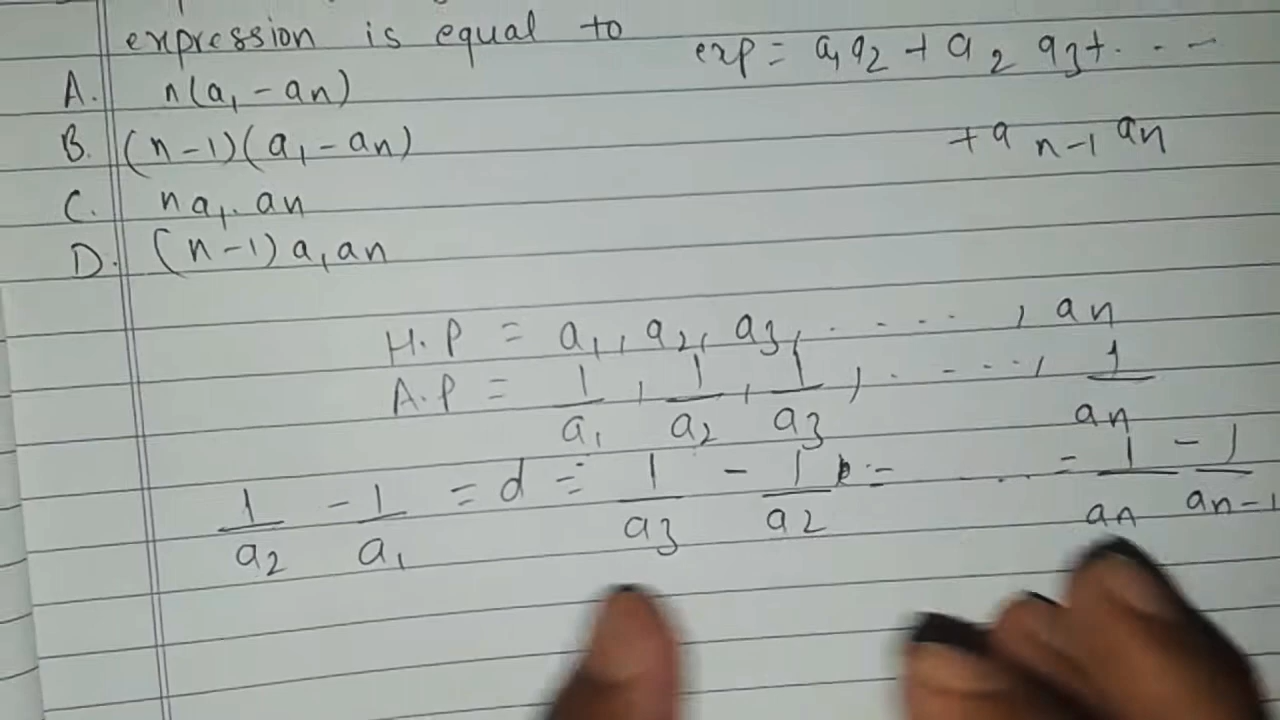 expression is equal to
exp = a₁a₂ + a₂ a₃ + . . . –
+ a n-1 an
A. n(a₁ - an)
B. (n-1)(a₁ - an)
C. n a₁. an
D. (n-1) a₁an
H.P = a₁, a₂, a₃, . . . . , an
A.P = 1/a₁, 1/a₂, 1/a₃, . . . ., 1/an
1/a₂ - 1/a₁ = d = 1/a₃ - 1/a₂ = . . . = 1/an - 1/an-1